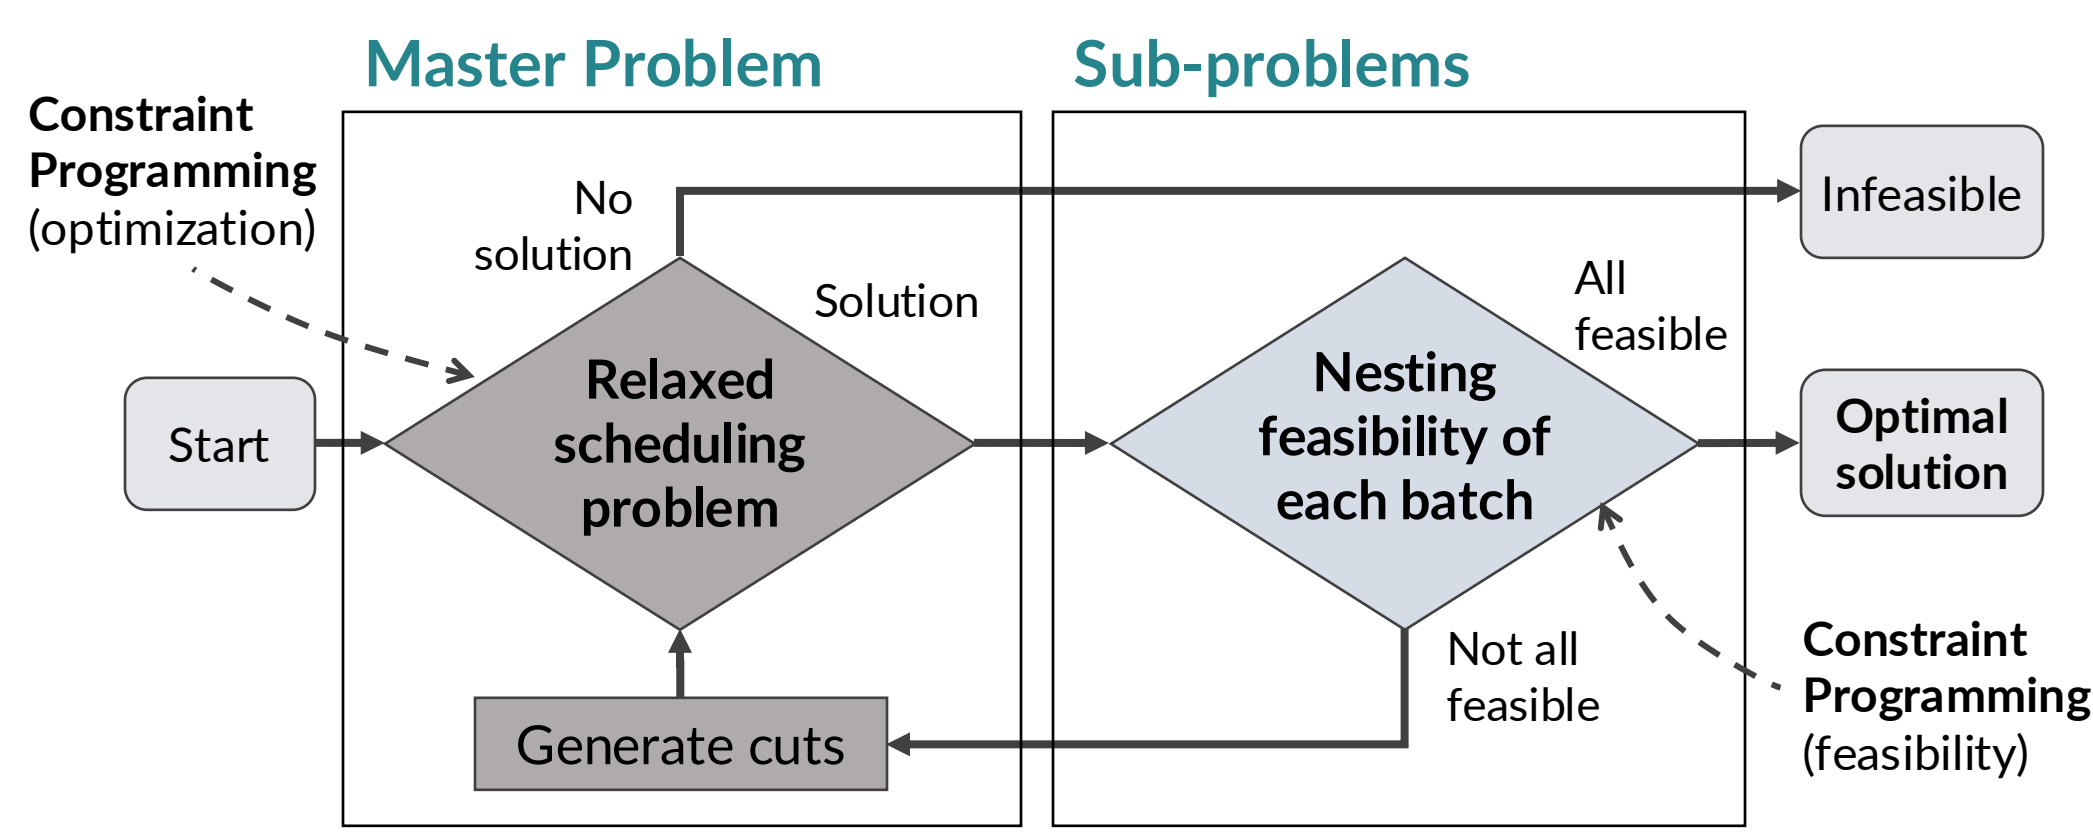 Master Problem
Sub-problems
Constraint
Programming
(optimization)
No
solution
Solution
Infeasible
All
feasible
Start
Relaxed
scheduling
problem
Nesting
feasibility of
each batch
Optimal
solution
Not all
feasible
Generate cuts
Constraint
Programming
(feasibility)